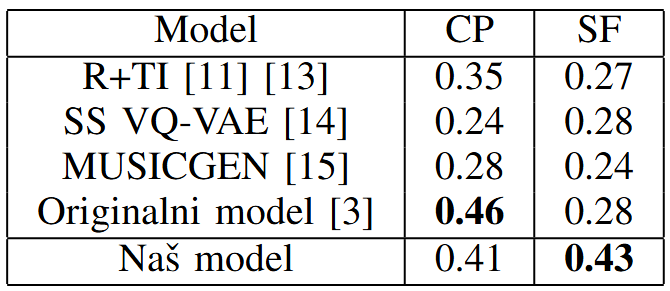 Model CP SF
R+TI [11] [13] 0.35 0.27
SS VQ-VAE [14] 0.24 0.28
MUSICGEN [15] 0.28 0.24
Originalni model [3] 0.46 0.28
Naš model 0.41 0.43